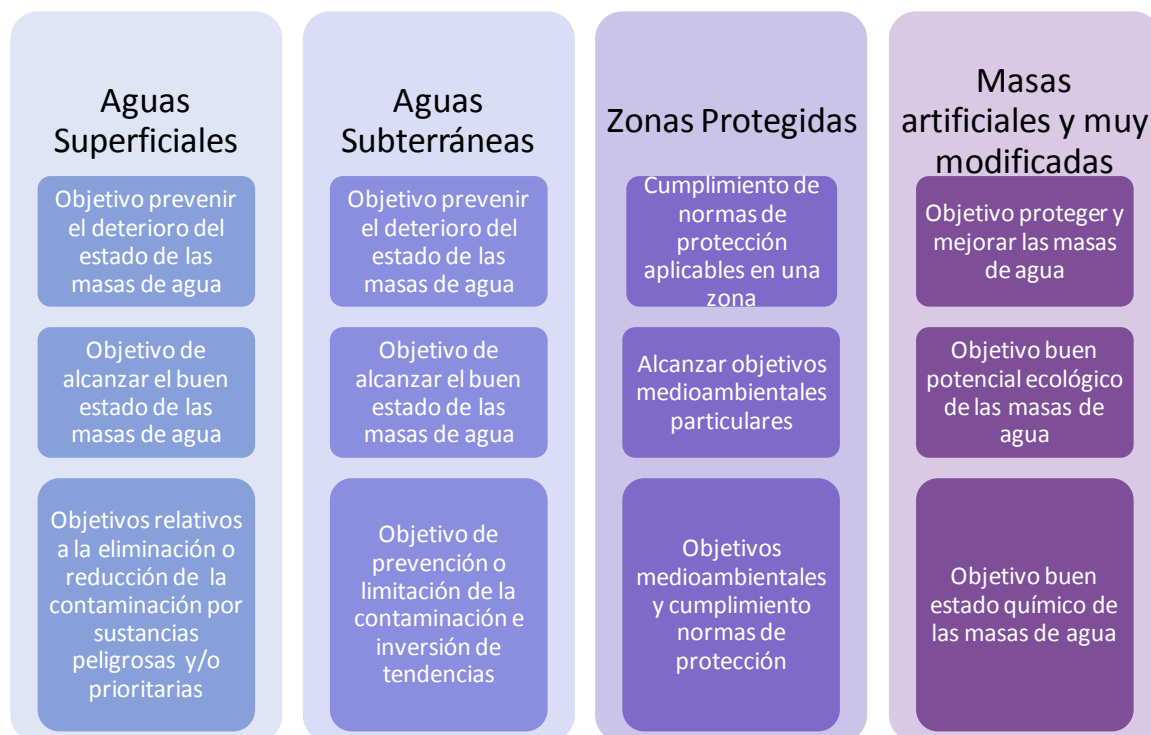 Aguas
Superficiales
Objetivo prevenir
el deterioro del
estado de las
masas de agua
Objetivo de
alcanzar el buen
estado de las
masas de agua
Objetivos relativos
a la eliminación o
reducción de la
contaminación por
sustancias
peligrosas y/o
prioritarias
Aguas
Subterráneas
Objetivo prevenir
el deterioro del
estado de las
masas de agua
Objetivo de
alcanzar el buen
estado de las
masas de agua
Objetivo de
prevención o
limitación de la
contaminación e
inversión de
tendencias
Zonas Protegidas
Cumplimiento de
normas de
protección
aplicables en una
zona
Alcanzar objetivos
medioambientales
particulares
Objetivos
medioambientales
y cumplimiento
normas de
protección
Masas
artificiales y muy
modificadas
Objetivo proteger y
mejorar las masas
de agua
Objetivo buen
potencial ecológico
de las masas de
agua
Objetivo buen
estado químico de
las masas de agua